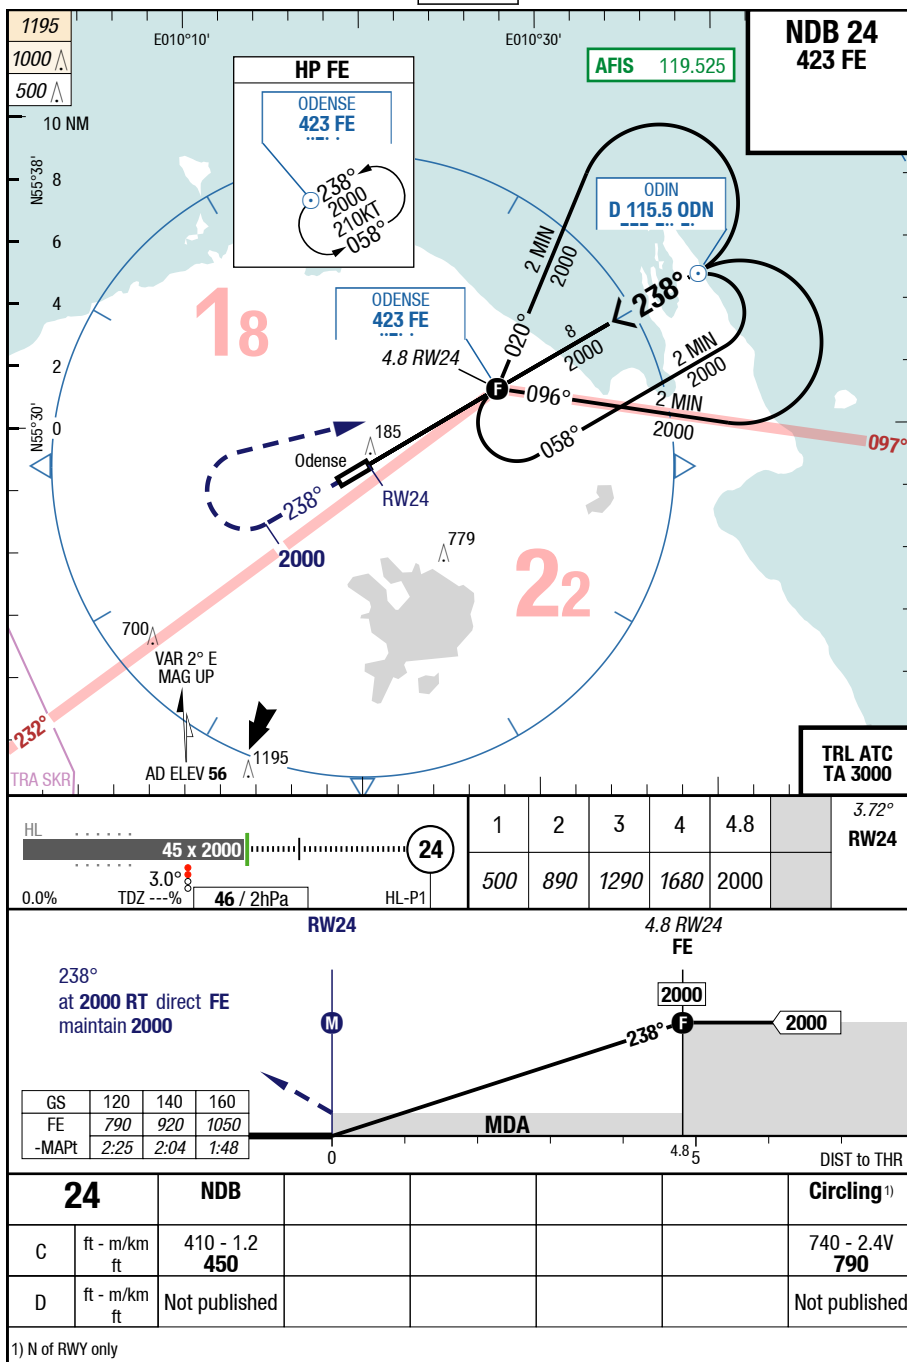 1195
1000
500
E010°10'
E010°30'
NDB 24
423 FE
AFIS 119.525
HP FE
ODENSE
423 FE
238°
2000
210KT
058°
10 NM
N55°38'
8
6
4
2
N55°30'
0
ODIN
D 115.5 ODN
2 MIN
2000
238°
18
ODENSE
423 FE
020°
8
2000
4.8 RW24
F
096°
2 MIN
2000
2 MIN
2000
058°
097°
185
Odense
RW24
238°
2000
779
22
700
VAR 2° E
MAG UP
232°
1195
AD ELEV 56
TRA SKR
TRL ATC
TA 3000
HL
45 x 2000
24
3.0°
0.0%
TDZ ---%
46 / 2hPa
HL-P1
1 2 3 4 4.8
3.72°
RW24
500 890 1290 1680 2000
RW24
4.8 RW24
FE
238°
at 2000 RT direct FE
maintain 2000
2000
M
238°
F
2000
GS 120 140 160
FE 790 920 1050
-MAPt 2:25 2:04 1:48
MDA
0
4.8
5
DIST to THR
24 NDB Circling 1)
C ft - m/km 410 - 1.2 740 - 2.4V
ft 450 790
D ft - m/km Not published Not published
ft
1) N of RWY only